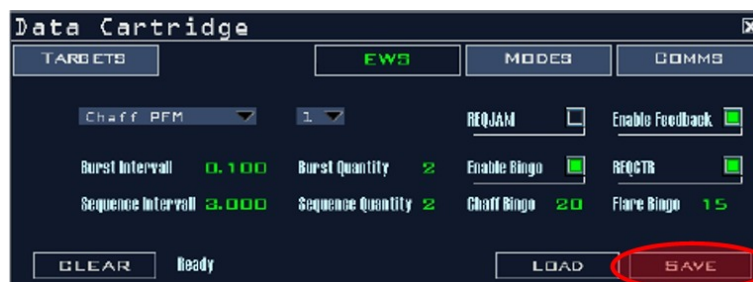 Data Cartridge
TARGETS EWS MODES COMMS
Chaff PFM 1 REQJAM Enable Feedback
Burst Intervall 0.100 Burst Quantity 2 Enable Bingo REQCTR
Sequence Intervall 3.000 Sequence Quantity 2 Chaff Bingo 20 Flare Bingo 15
CLEAR Ready LOAD SAVE